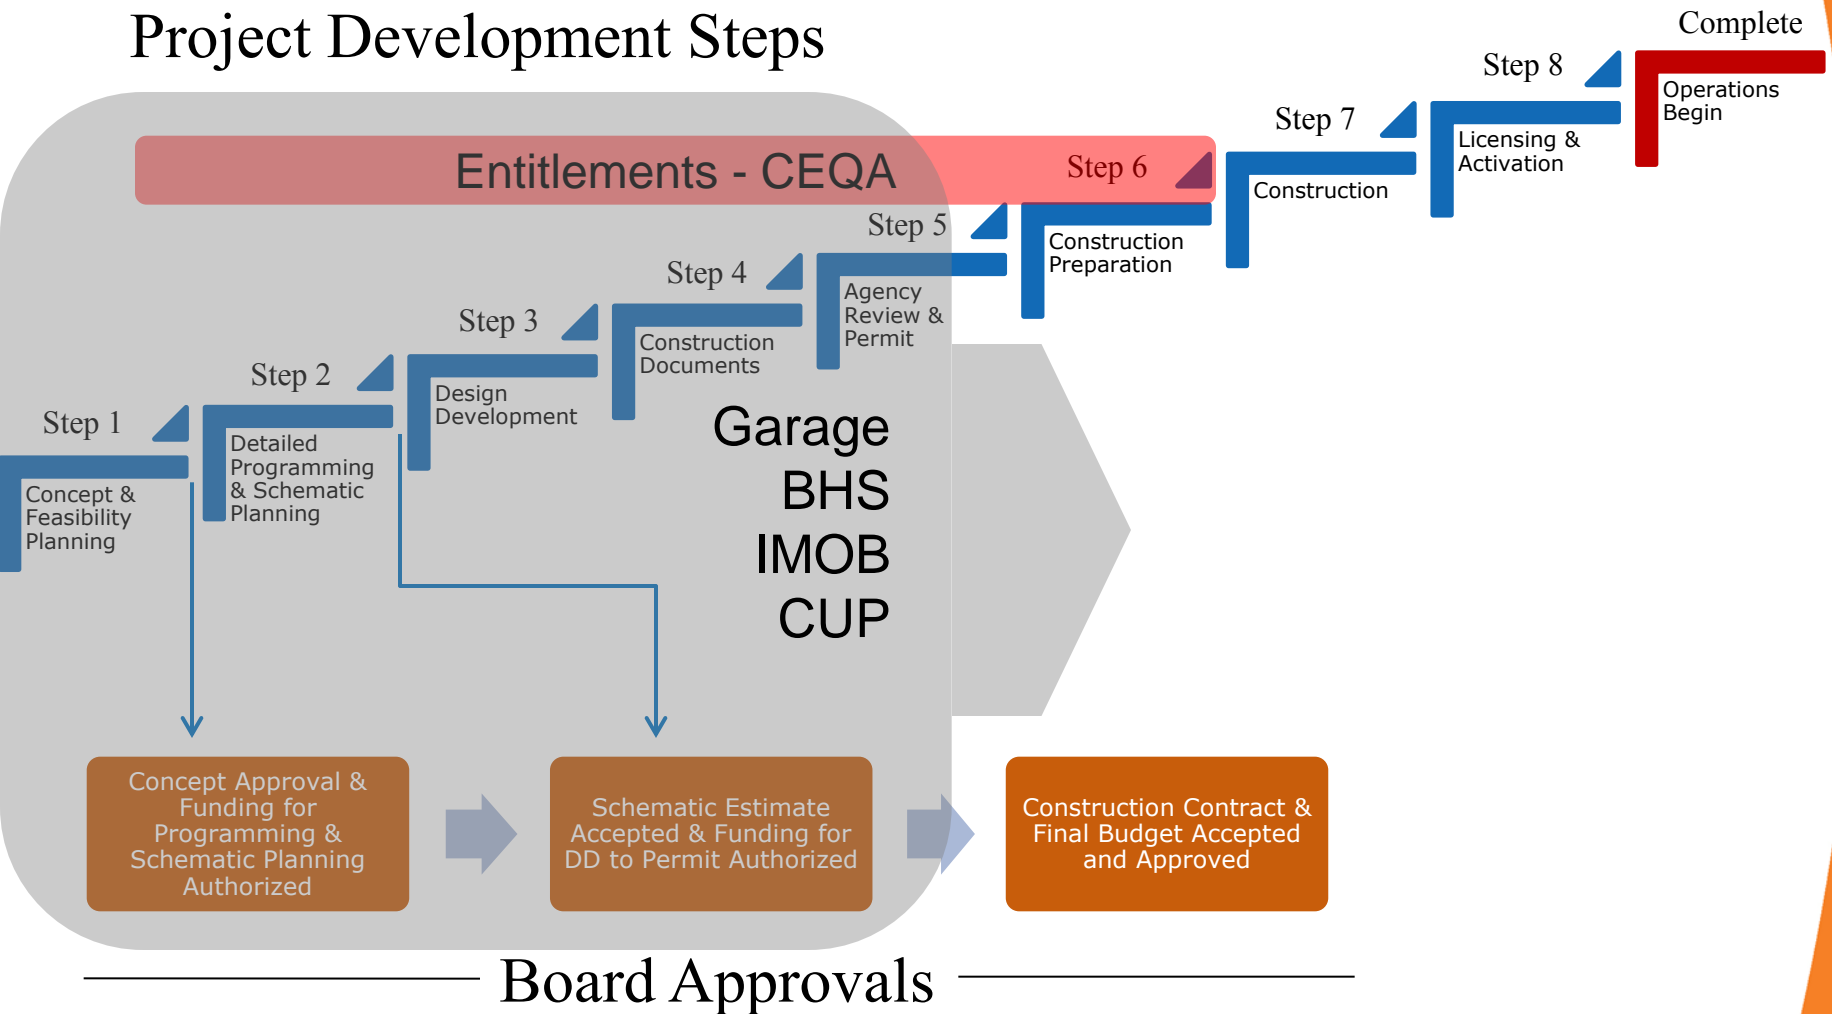 Project Development Steps
Complete
Step 8
Operations
Begin
Step 7
Licensing &
Activation
Entitlements - CEQA
Step 6
Construction
Step 5
Construction
Preparation
Step 4
Agency
Review &
Permit
Step 3
Construction
Documents
Step 2
Design
Development
Step 1
Detailed
Programming
& Schematic
Planning
Concept &
Feasibility
Planning
Garage
BHS
IMOB
CUP
Concept Approval &
Funding for
Programming &
Schematic Planning
Authorized
Schematic Estimate
Accepted & Funding for
DD to Permit Authorized
Construction Contract &
Final Budget Accepted
and Approved
Board Approvals